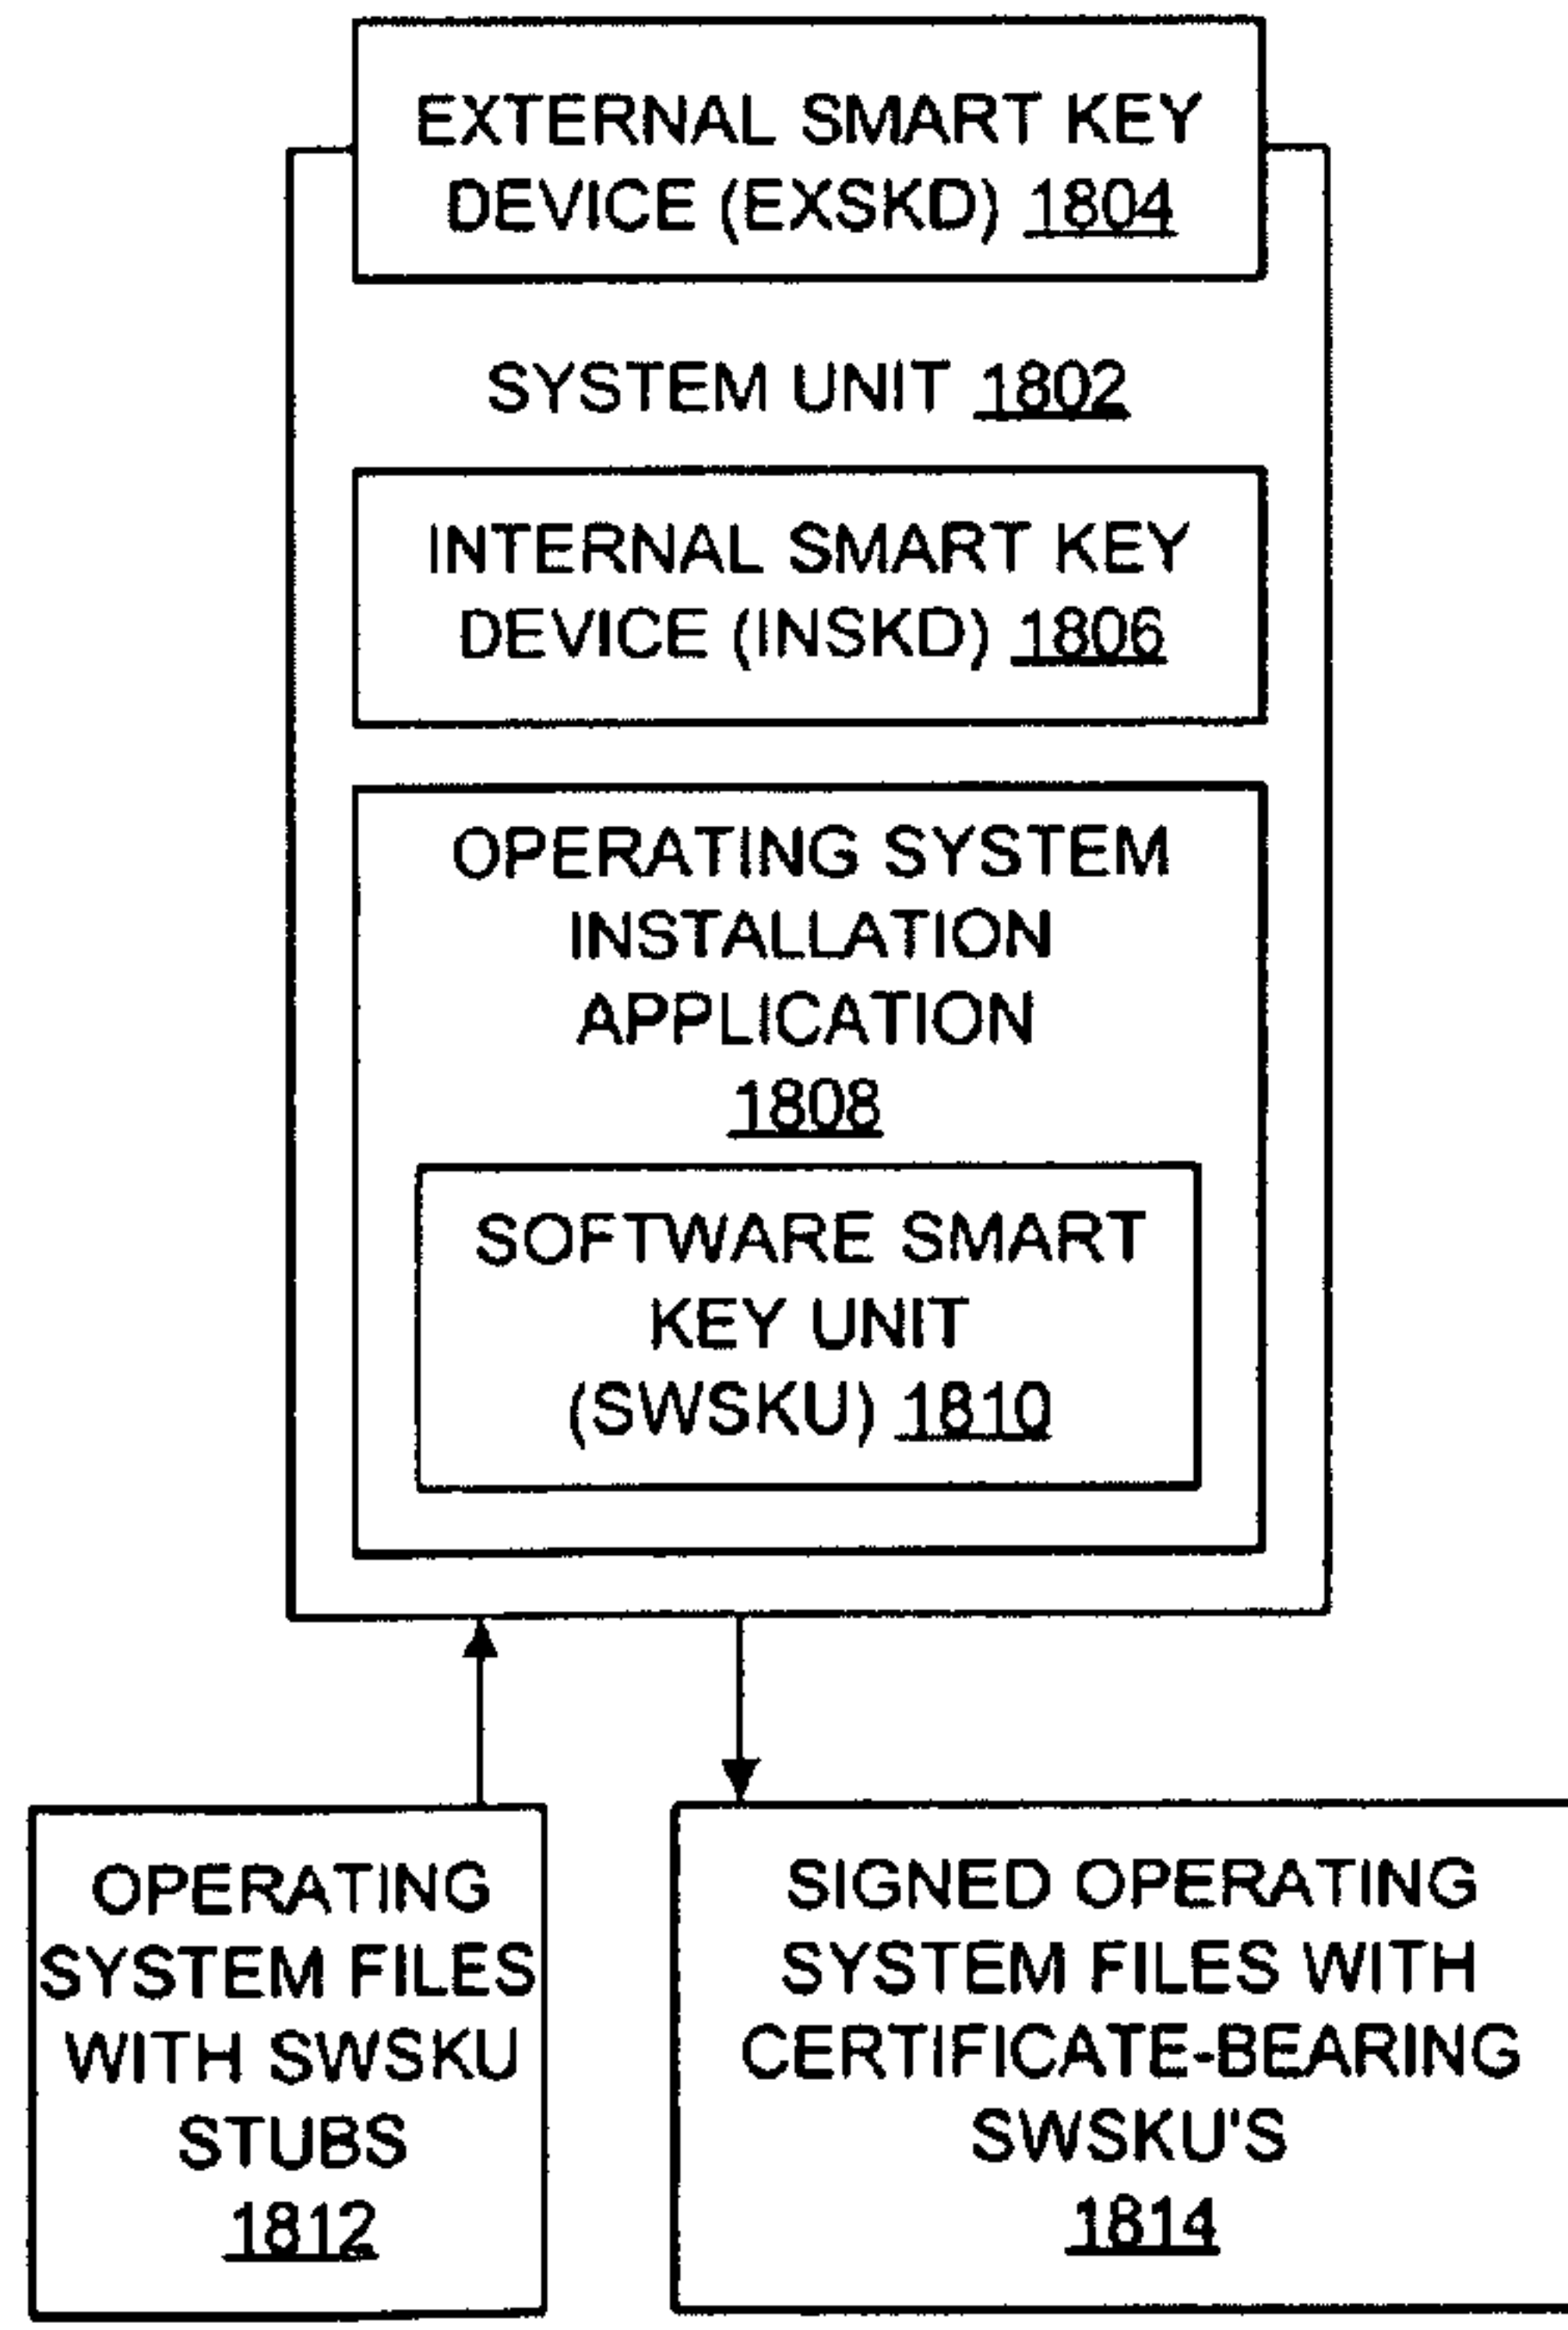 EXTERNAL SMART KEY
DEVICE (EXSKD) 1804
SYSTEM UNIT 1802
INTERNAL SMART KEY
DEVICE (INSKD) 1806
OPERATING SYSTEM
INSTALLATION
APPLICATION
1808
SOFTWARE SMART
KEY UNIT
(SWSKU) 1810
OPERATING
SYSTEM FILES
WITH SWSKU
STUBS
1812
SIGNED OPERATING
SYSTEM FILES WITH
CERTIFICATE-BEARING
SWSKU'S
1814